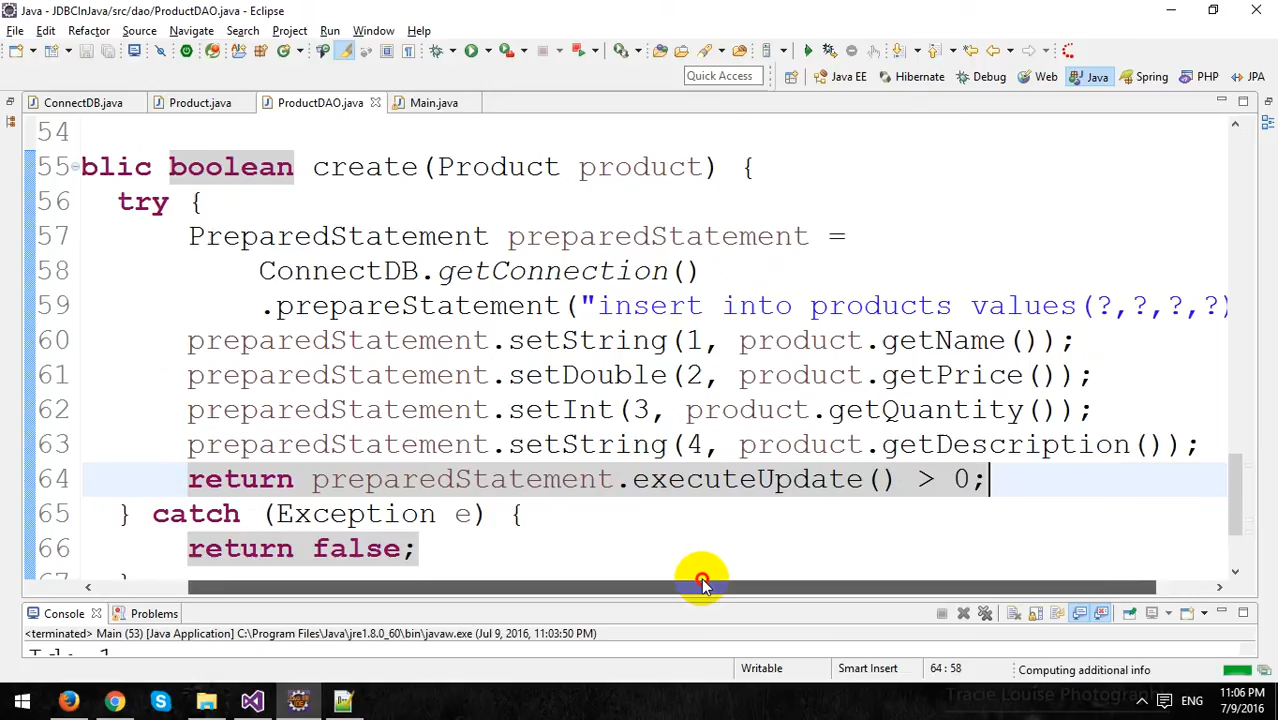 Java - JDBCInJava/src/dao/ProductDAO.java - Eclipse
File Edit Refactor Source Navigate Search Project Run Window Help
Quick Access Java EE Hibernate Debug Web Java Spring PHP JPA
ConnectDB.java Product.java ProductDAO.java Main.java
54
55 blic boolean create(Product product) {
56 try {
57 PreparedStatement preparedStatement =
58 ConnectDB.getConnection()
59 .prepareStatement("insert into products values(?,?,?,?)
60 preparedStatement.setString(1, product.getName());
61 preparedStatement.setDouble(2, product.getPrice());
62 preparedStatement.setInt(3, product.getQuantity());
63 preparedStatement.setString(4, product.getDescription());
64 return preparedStatement.executeUpdate() > 0;
65 } catch (Exception e) {
66 return false;
Console Problems
<terminated> Main (53) [Java Application] C:\Program Files\Java\jre1.8.0_60\bin\javaw.exe (Jul 9, 2016, 11:03:50 PM)
Writable Smart Insert 64 : 58 Computing additional info
Tracie Louise Photography
ENG 11:06 PM
7/9/2016